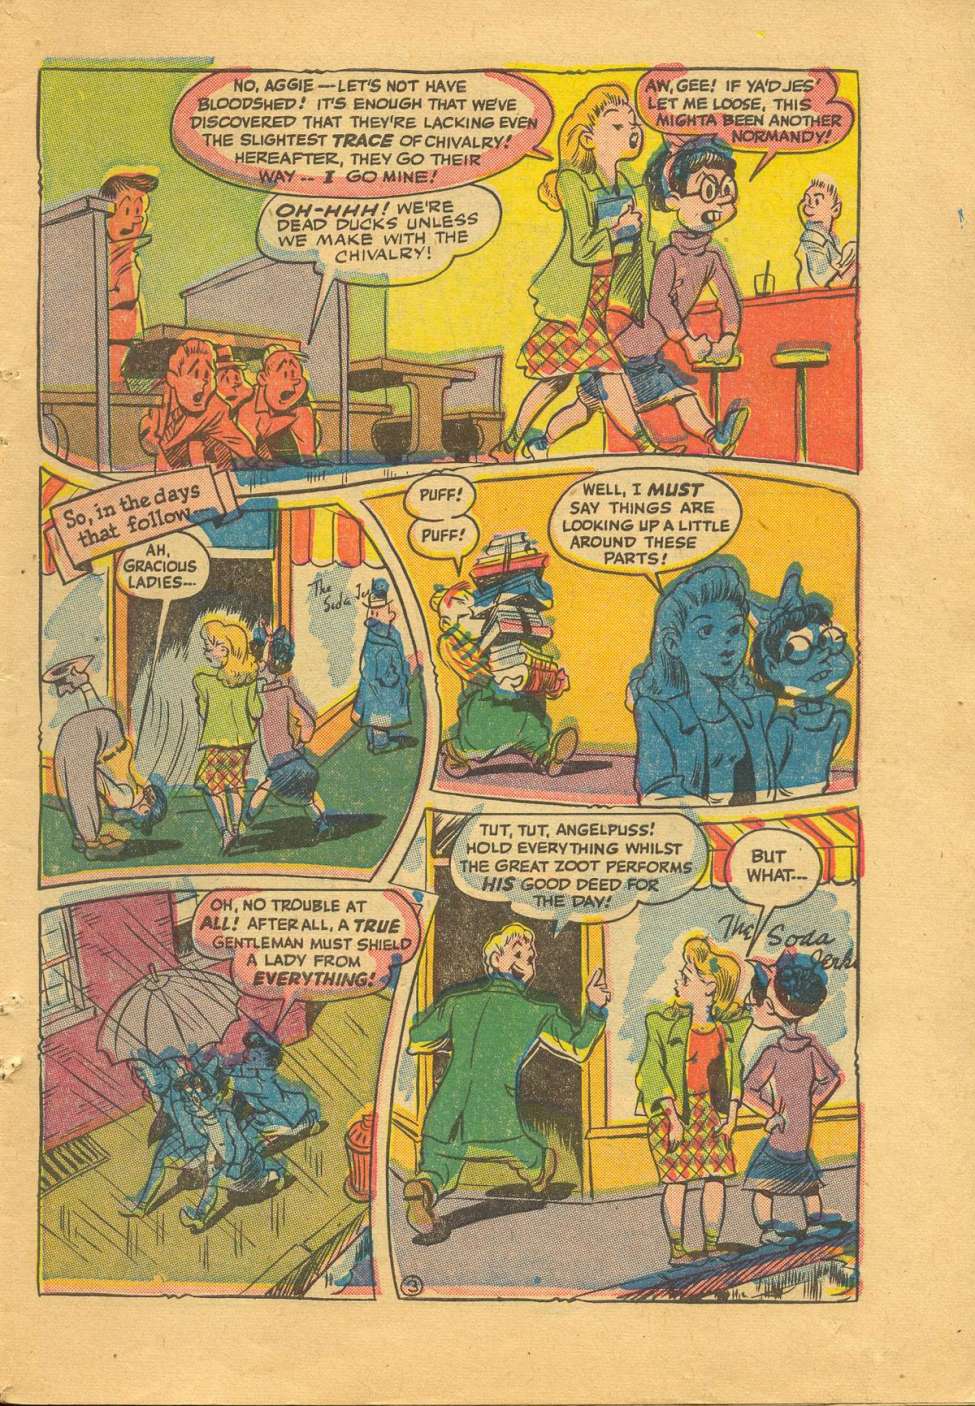 NO, AGGIE—LET'S NOT HAVE
BLOODSHED! IT'S ENOUGH THAT WE'VE
DISCOVERED THAT THEY'RE LACKING EVEN
THE SLIGHTEST TRACE OF CHIVALRY!
HEREAFTER, THEY GO THEIR
WAY-- I GO MINE!
AW, GEE! IF YA'D JES'
LET ME LOOSE, THIS
MIGHTA BEEN ANOTHER
NORMANDY!
OH-HHH! WE'RE
DEAD DUCKS UNLESS
WE MAKE WITH THE
CHIVALRY!
So, in the days
that follow--
AH,
GRACIOUS
LADIES--
The
Soda
PUFF!
PUFF!
WELL, I MUST
SAY THINGS ARE
LOOKING UP A LITTLE
AROUND THESE
PARTS!
OH, NO TROUBLE AT
ALL! AFTER ALL, A TRUE
GENTLEMAN MUST SHIELD
A LADY FROM
EVERYTHING!
TUT, TUT, ANGELPUSS!
HOLD EVERYTHING WHILST
THE GREAT ZOOT PERFORMS
HIS GOOD DEED FOR
THE DAY!
BUT
WHAT---
The Soda
Jerk
3